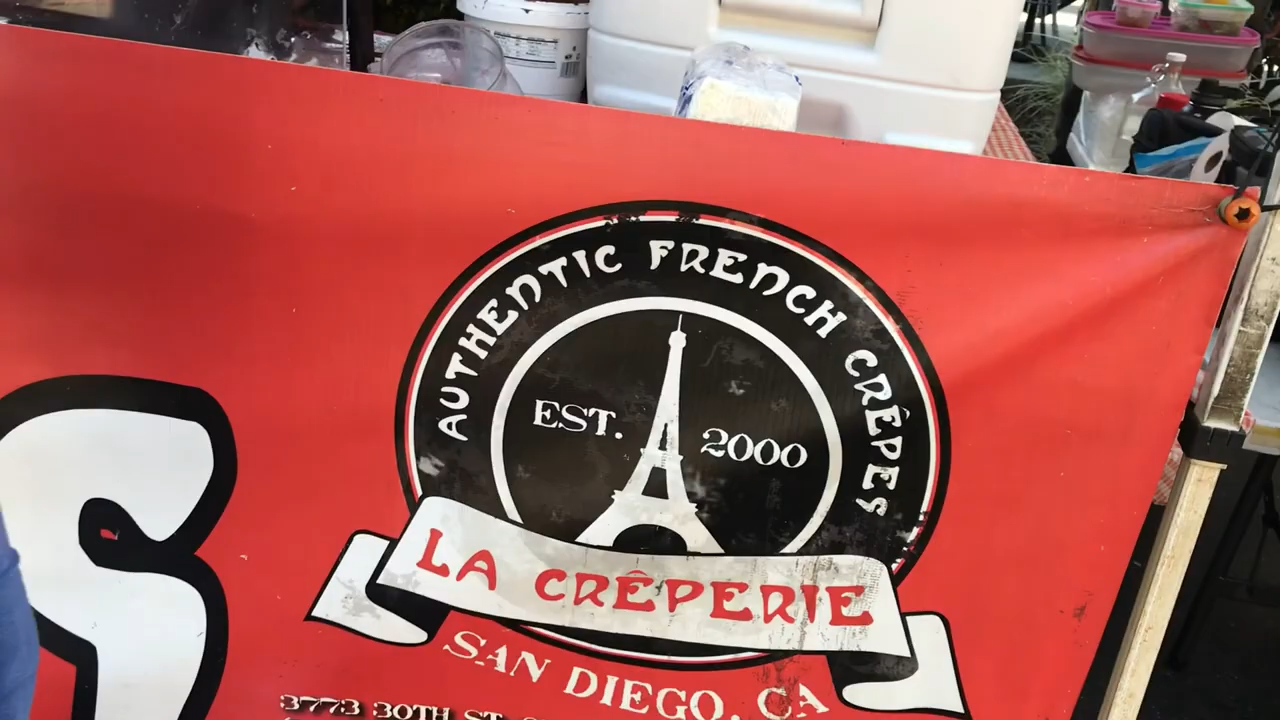 AUTHENTIC FRENCH CRÊPES
EST. 2000
LA CRÊPERIE
SAN DIEGO, CA
3773 30TH ST.